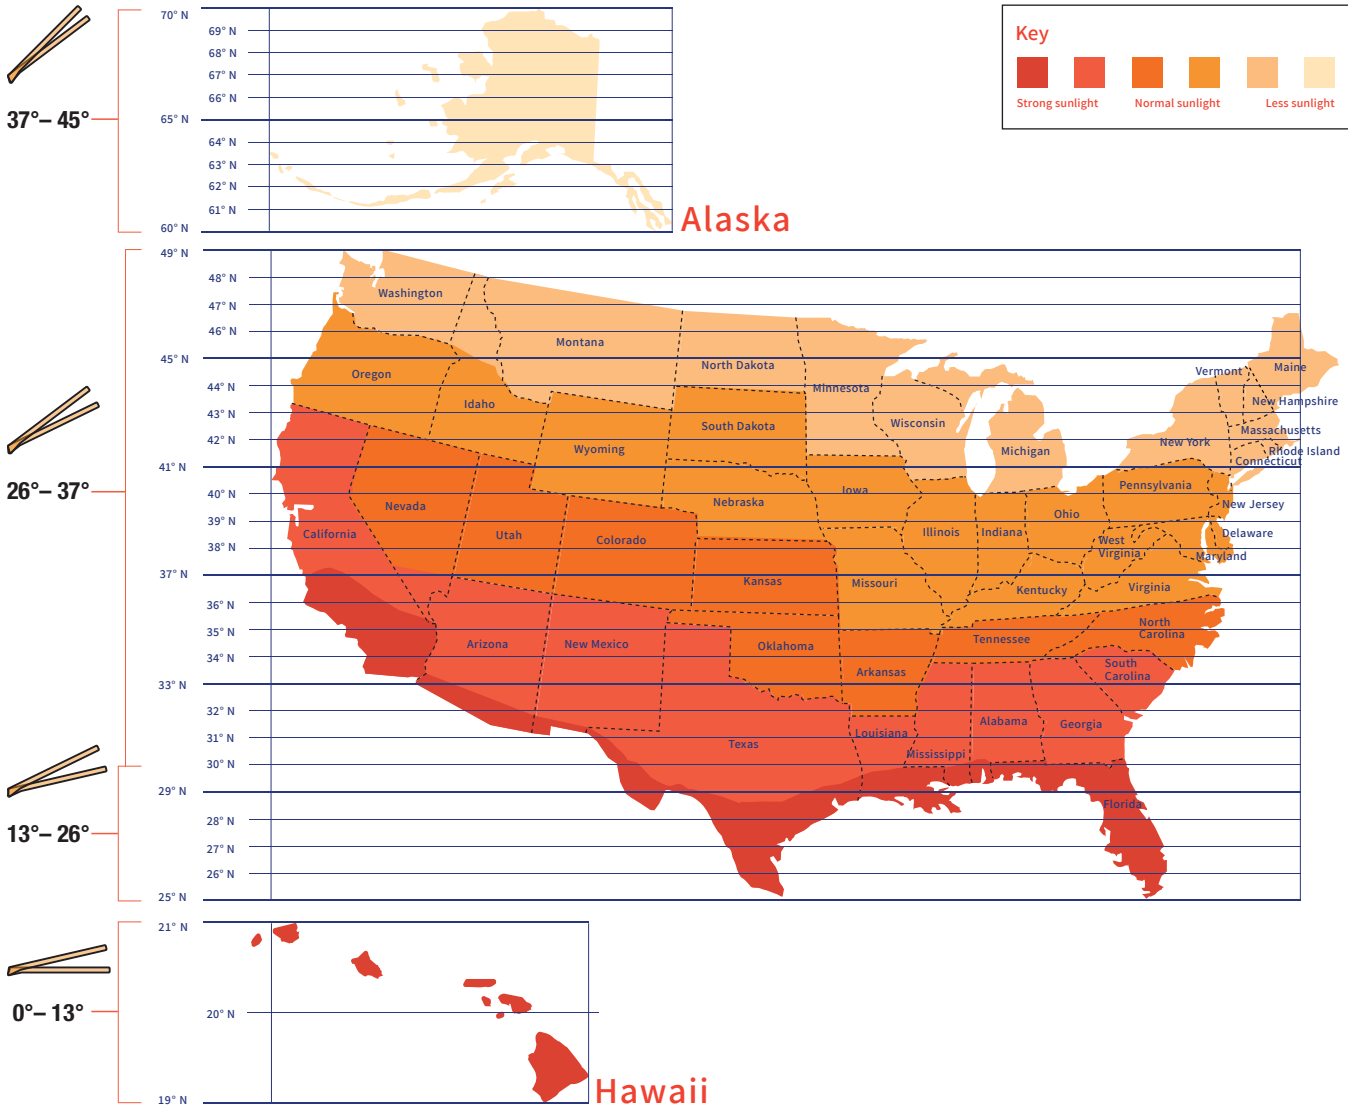 70° N
69° N
68° N
67° N
66° N
65° N
64° N
63° N
62° N
61° N
60° N
37°– 45°
Alaska
Key
Strong sunlight
Normal sunlight
Less sunlight
49° N
48° N
47° N
46° N
45° N
44° N
43° N
42° N
41° N
40° N
39° N
38° N
37° N
36° N
35° N
34° N
33° N
32° N
31° N
30° N
29° N
28° N
27° N
26° N
25° N
26°– 37°
13°– 26°
Washington
Montana
North Dakota
Minnesota
Oregon
Idaho
Wyoming
South Dakota
Wisconsin
Michigan
Vermont
Maine
New Hampshire
Massachusetts
New York
Rhode Island
Connecticut
Pennsylvania
New Jersey
Delaware
Maryland
Nevada
Utah
Colorado
Nebraska
Iowa
Illinois
Indiana
Ohio
West
Virginia
Virginia
California
Kansas
Missouri
Kentucky
Arizona
New Mexico
Oklahoma
Arkansas
Tennessee
North
Carolina
South
Carolina
Texas
Louisiana
Mississippi
Alabama
Georgia
Florida
21° N
20° N
19° N
0°– 13°
Hawaii